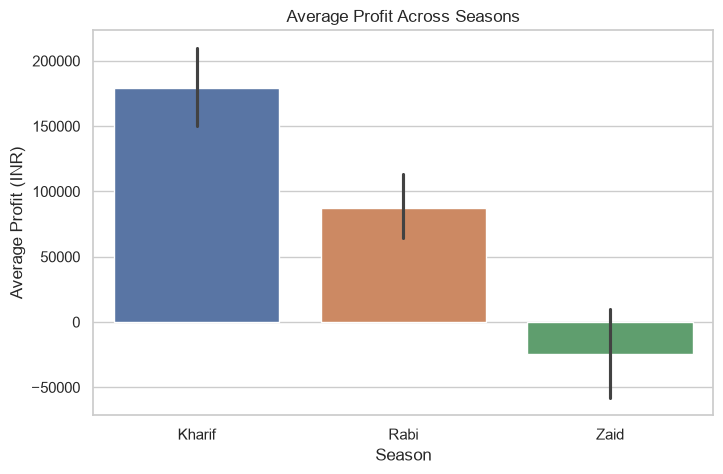 Average Profit Across Seasons
Average Profit (INR)
200000
150000
100000
50000
0
−50000
Kharif
Rabi
Zaid
Season